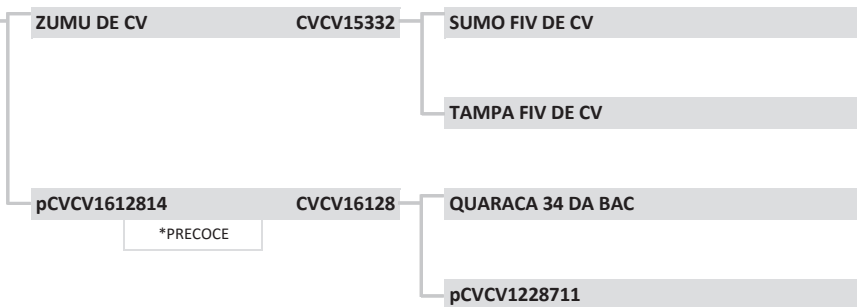 ZUMU DE CV CVCV15332 SUMO FIV DE CV
TAMPA FIV DE CV
pCVCV1612814 CVCV16128 QUARACA 34 DA BAC
*PRECOCE
pCVCV1228711